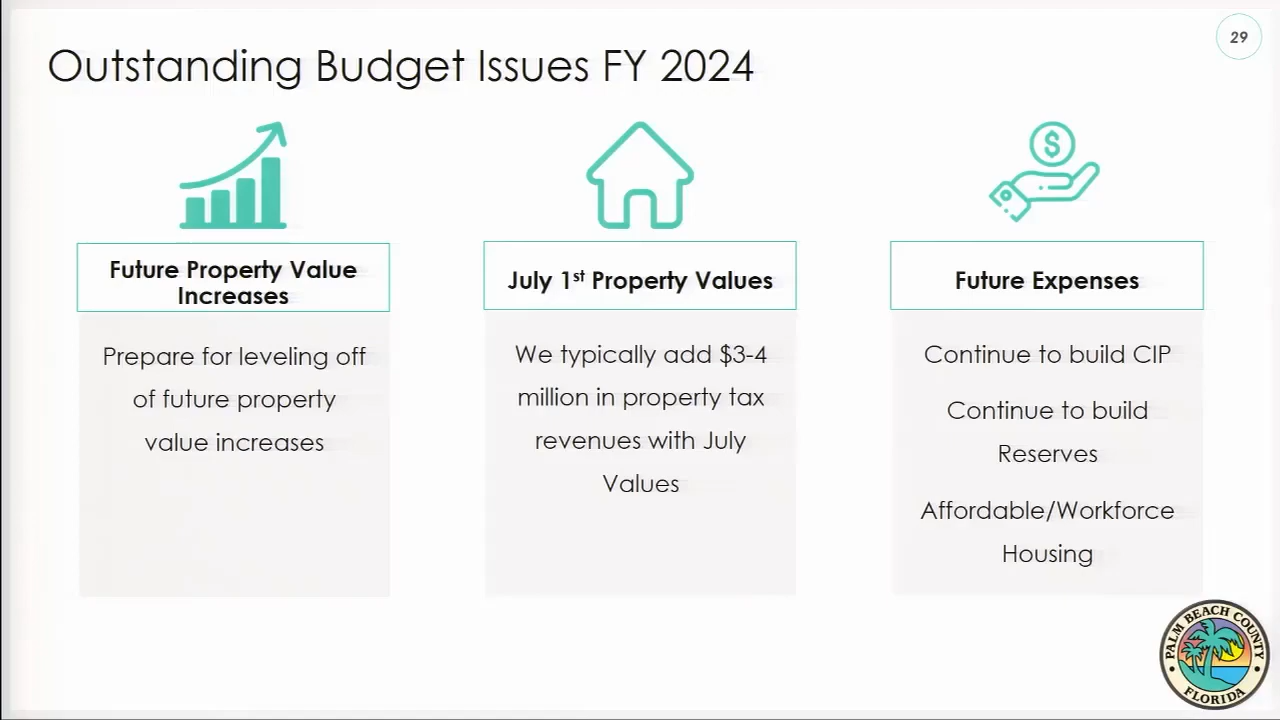 29
Outstanding Budget Issues FY 2024
$
Future Property Value
Increases
Prepare for leveling off
of future property
value increases
July 1st Property Values
We typically add $3-4
million in property tax
revenues with July
Values
Future Expenses
Continue to build CIP
Continue to build
Reserves
Affordable/Workforce
Housing
PALM BEACH COUNTY
FLORIDA